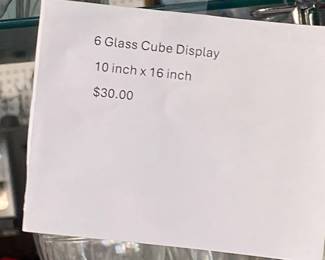 6 Glass Cube Display
10 inch x 16 inch
$30.00